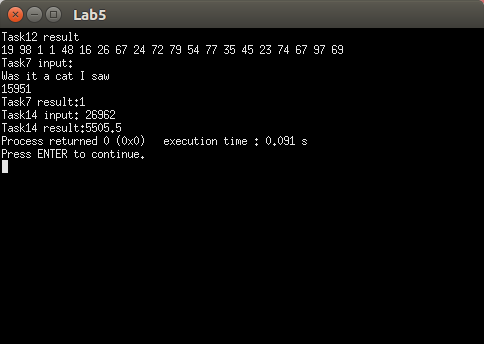 Lab5
Task12 result
19 98 1 1 48 16 26 67 24 72 79 54 77 35 45 23 74 67 97 69
Task7 input:
Was it a cat I saw
15951
Task7 result:1
Task14 input: 26962
Task14 result:5505.5
Process returned 0 (0x0)   execution time : 0.091 s
Press ENTER to continue.